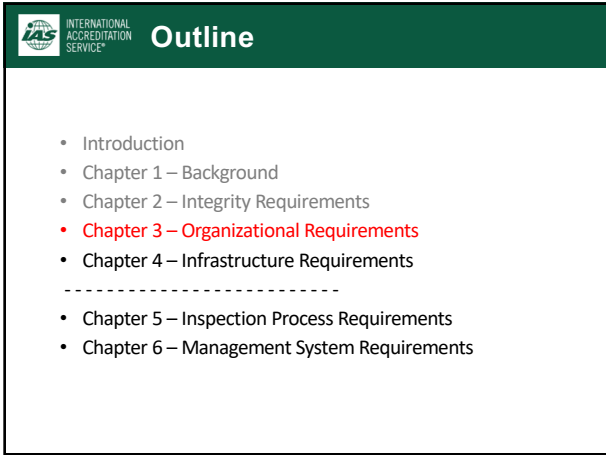 IAS
INTERNATIONAL
ACCREDITATION
SERVICE®
Outline
• Introduction
• Chapter 1 – Background
• Chapter 2 – Integrity Requirements
• Chapter 3 – Organizational Requirements
• Chapter 4 – Infrastructure Requirements
- - - - - - - - - - - - - - - - - - - - - - - - - -
• Chapter 5 – Inspection Process Requirements
• Chapter 6 – Management System Requirements